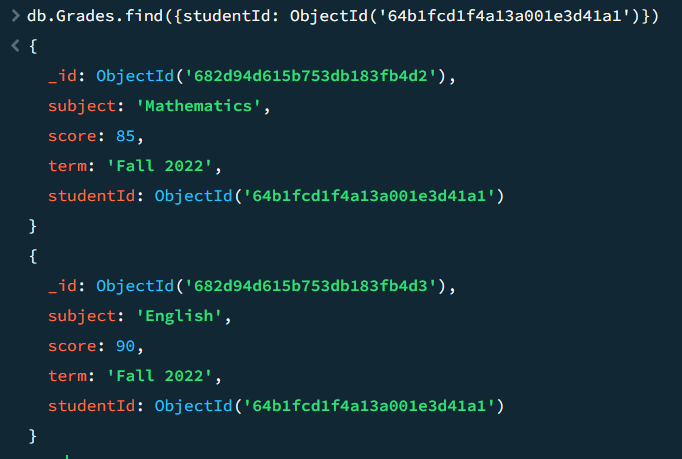 > db.Grades.find({studentId: ObjectId('64b1fcd1f4a13a001e3d41a1')})
< {
_id: ObjectId('682d94d615b753db183fb4d2'),
subject: 'Mathematics',
score: 85,
term: 'Fall 2022',
studentId: ObjectId('64b1fcd1f4a13a001e3d41a1')
}
{
_id: ObjectId('682d94d615b753db183fb4d3'),
subject: 'English',
score: 90,
term: 'Fall 2022',
studentId: ObjectId('64b1fcd1f4a13a001e3d41a1')
}